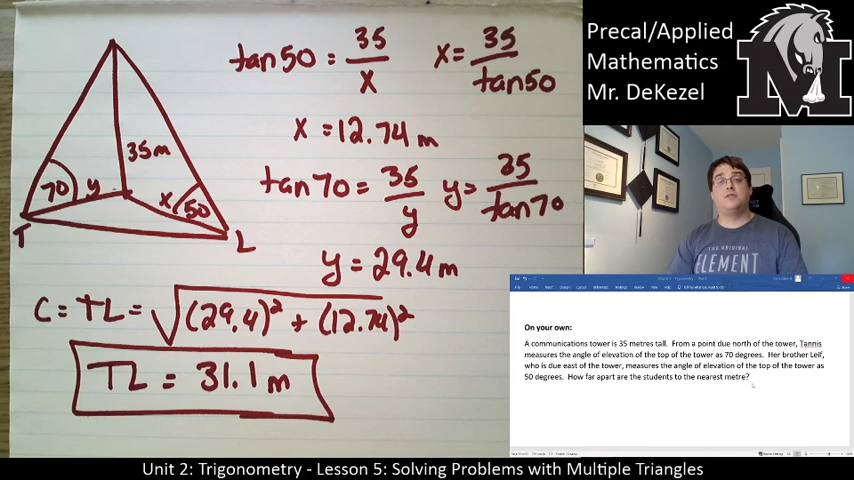 Precal/Applied
Mathematics
Mr. DeKezel
M
tan50 = 35/x
x = 35/tan50
x = 12.74 m
35m
70
y
x
50
T
L
tan70 = 35/y
y = 35/tan70
y = 29.4m
C = TL = √(29.4)² + (12.74)²
TL = 31.1 m
THE ORIGINAL
ELEMENT
On your own:
A communications tower is 35 metres tall. From a point due north of the tower, Tannis
measures the angle of elevation of the top of the tower as 70 degrees. Her brother Leif,
who is due east of the tower, measures the angle of elevation of the top of the tower as
50 degrees. How far apart are the students to the nearest metre?
Unit 2: Trigonometry - Lesson 5: Solving Problems with Multiple Triangles